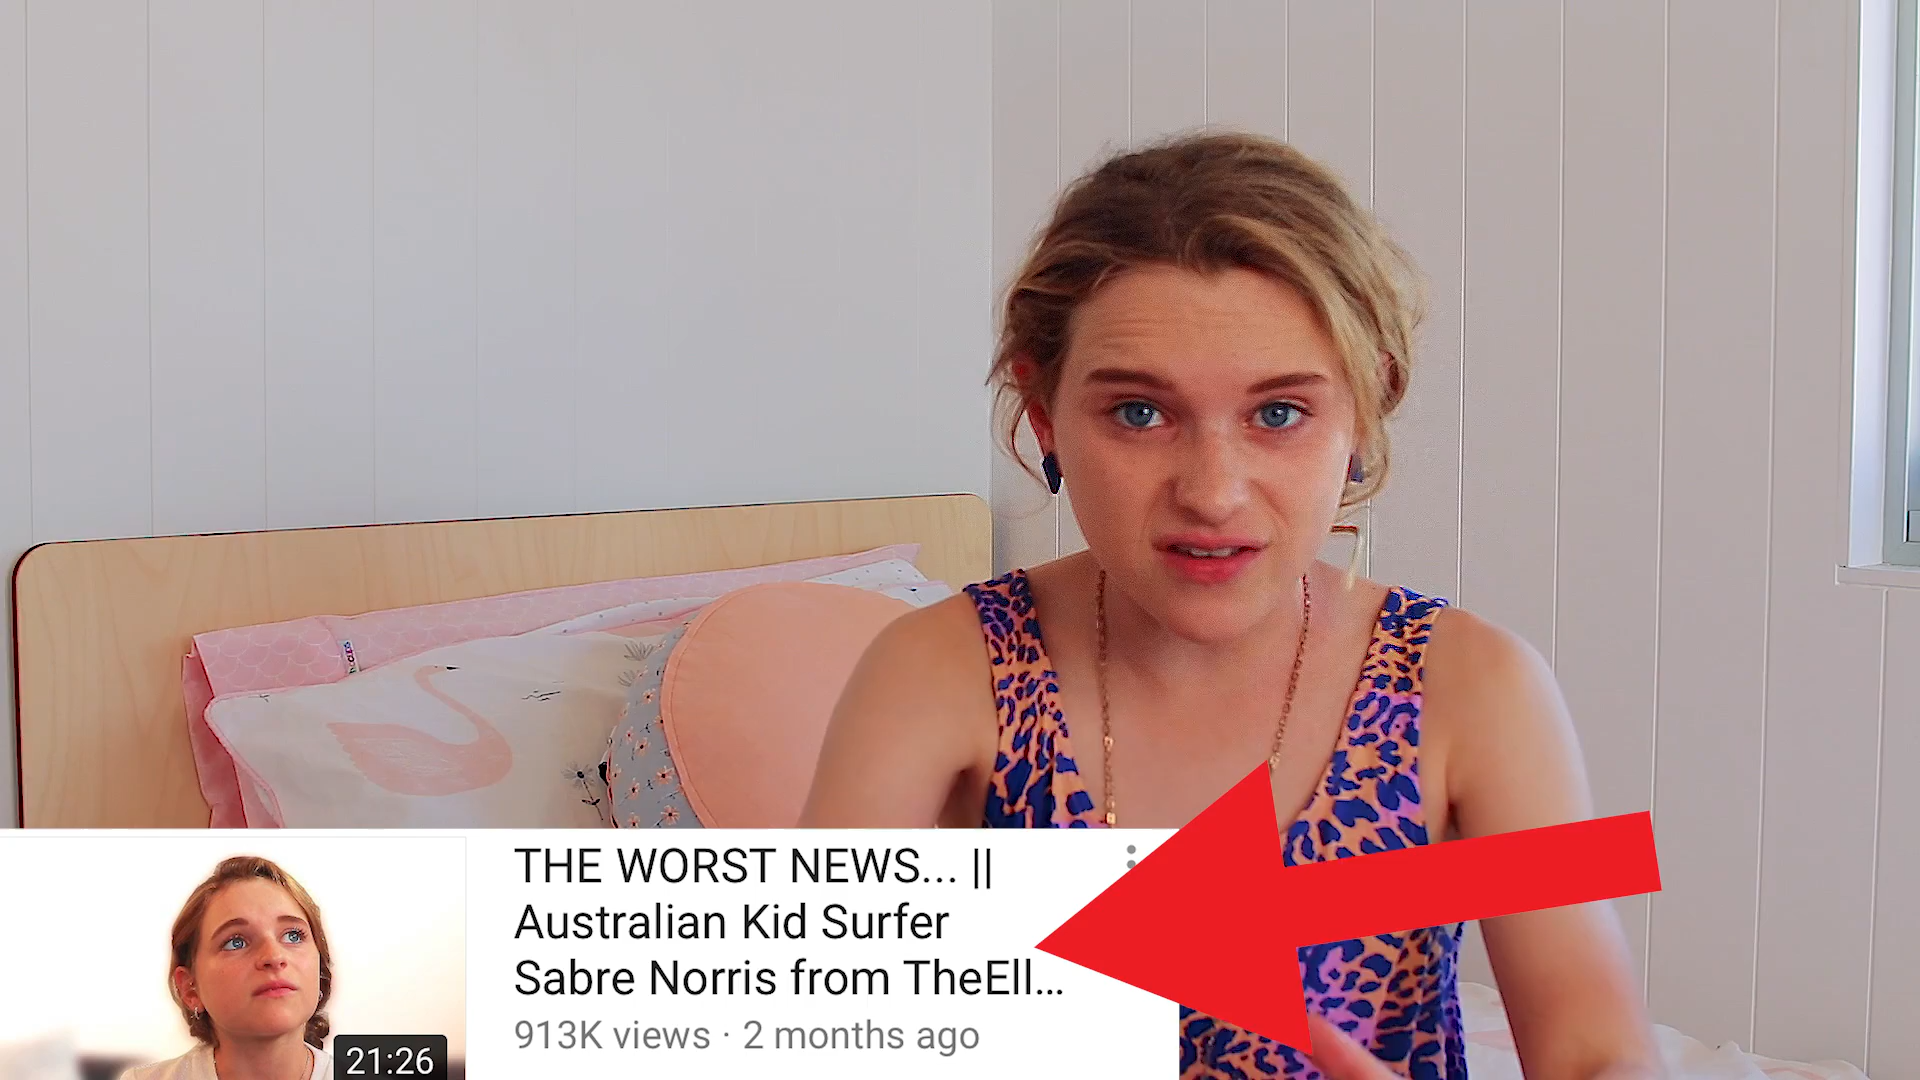 THE WORST NEWS... ||
Australian Kid Surfer
Sabre Norris from TheEll...
913K views · 2 months ago
21:26